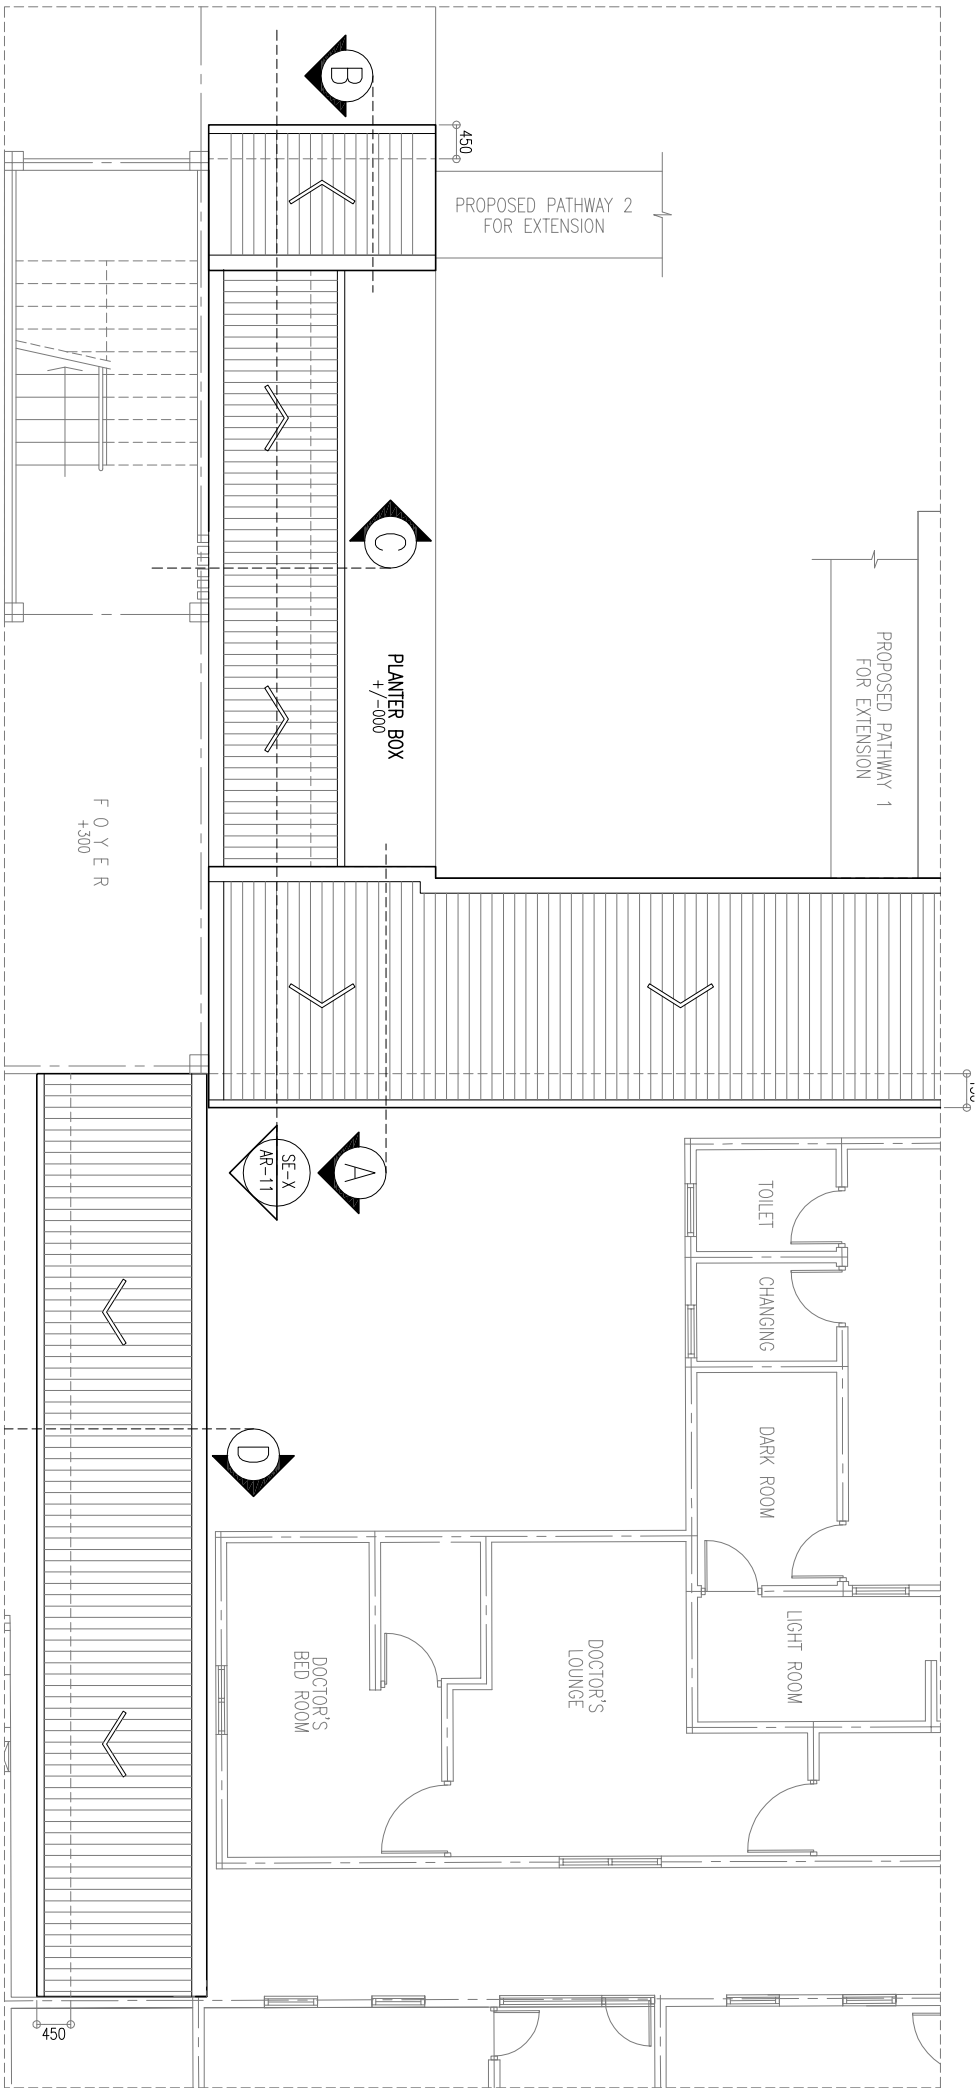 B
450
PROPOSED PATHWAY 2
FOR EXTENSION
C
PROPOSED PATHWAY 1
FOR EXTENSION
PLANTER BOX
+/-000
FOYER
+300
A
SE-X
AR-11
TOILET
CHANGING
DARK ROOM
D
LIGHT ROOM
DOCTOR'S
LOUNGE
DOCTOR'S
BED ROOM
450